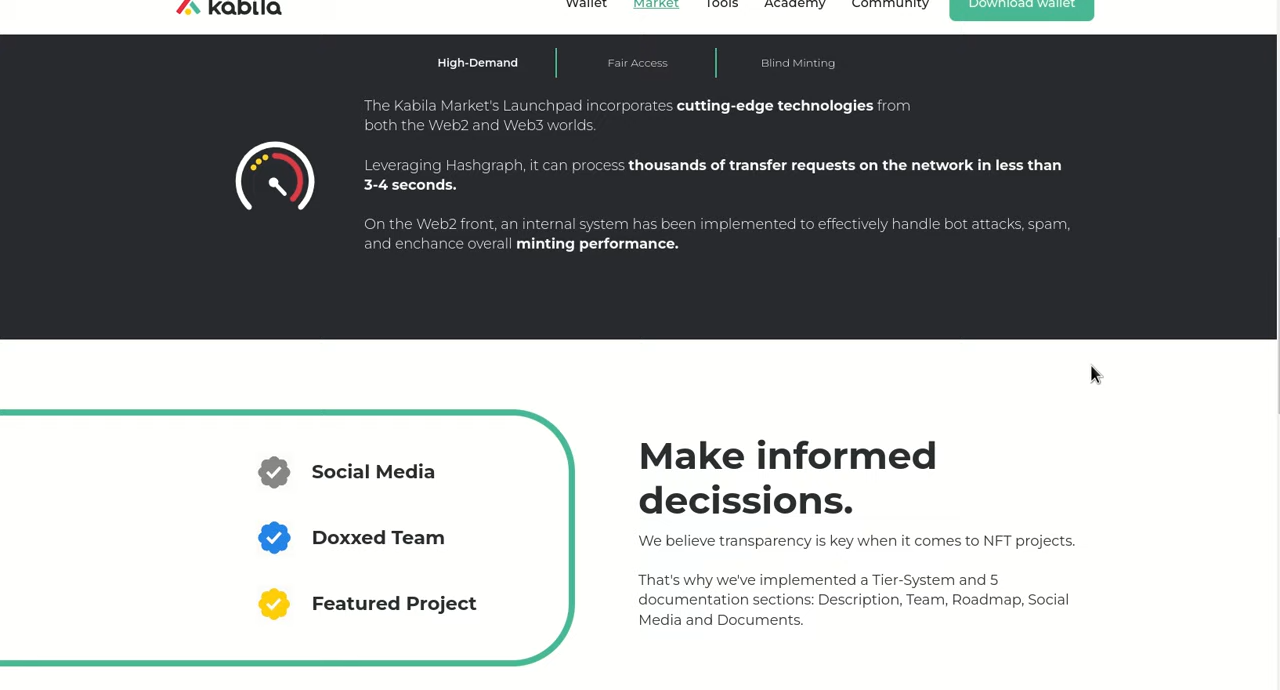 kabila
Wallet Market Tools Academy Community Download wallet
High-Demand Fair Access Blind Minting
The Kabila Market's Launchpad incorporates cutting-edge technologies from
both the Web2 and Web3 worlds.
Leveraging Hashgraph, it can process thousands of transfer requests on the network in less than
3-4 seconds.
On the Web2 front, an internal system has been implemented to effectively handle bot attacks, spam,
and enchance overall minting performance.
Social Media
Doxxed Team
Featured Project
Make informed
decissions.
We believe transparency is key when it comes to NFT projects.
That's why we've implemented a Tier-System and 5
documentation sections: Description, Team, Roadmap, Social
Media and Documents.